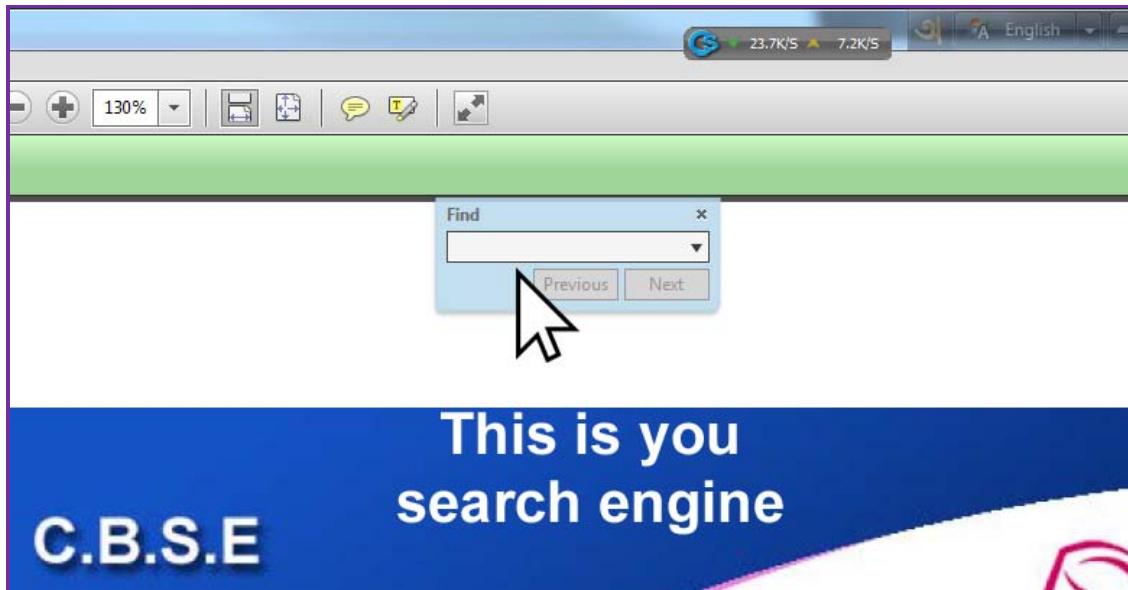 23.7K/S 7.2K/S
English
130%
Find
Previous Next
This is you
search engine
C.B.S.E